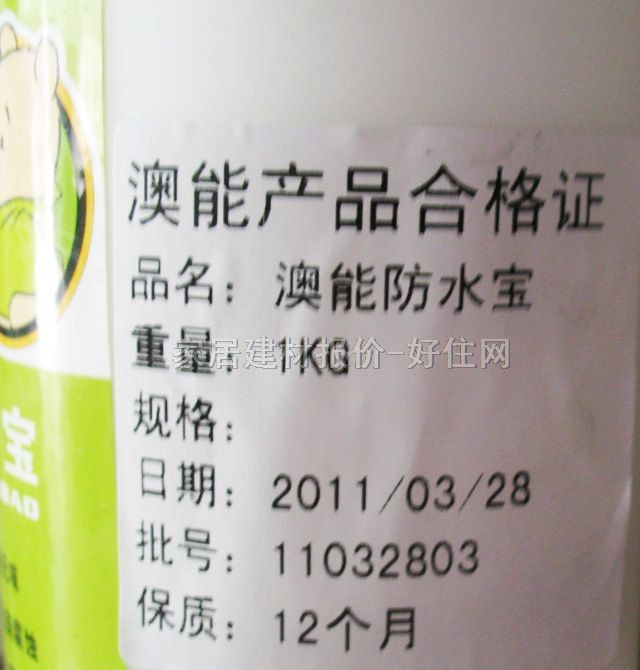 澳能产品合格证
品名：澳能防水宝
重量：1KG
家居建材报价-好住网
规格：
日期：2011/03/28
批号：11032803
保质：12个月
宝
BAO